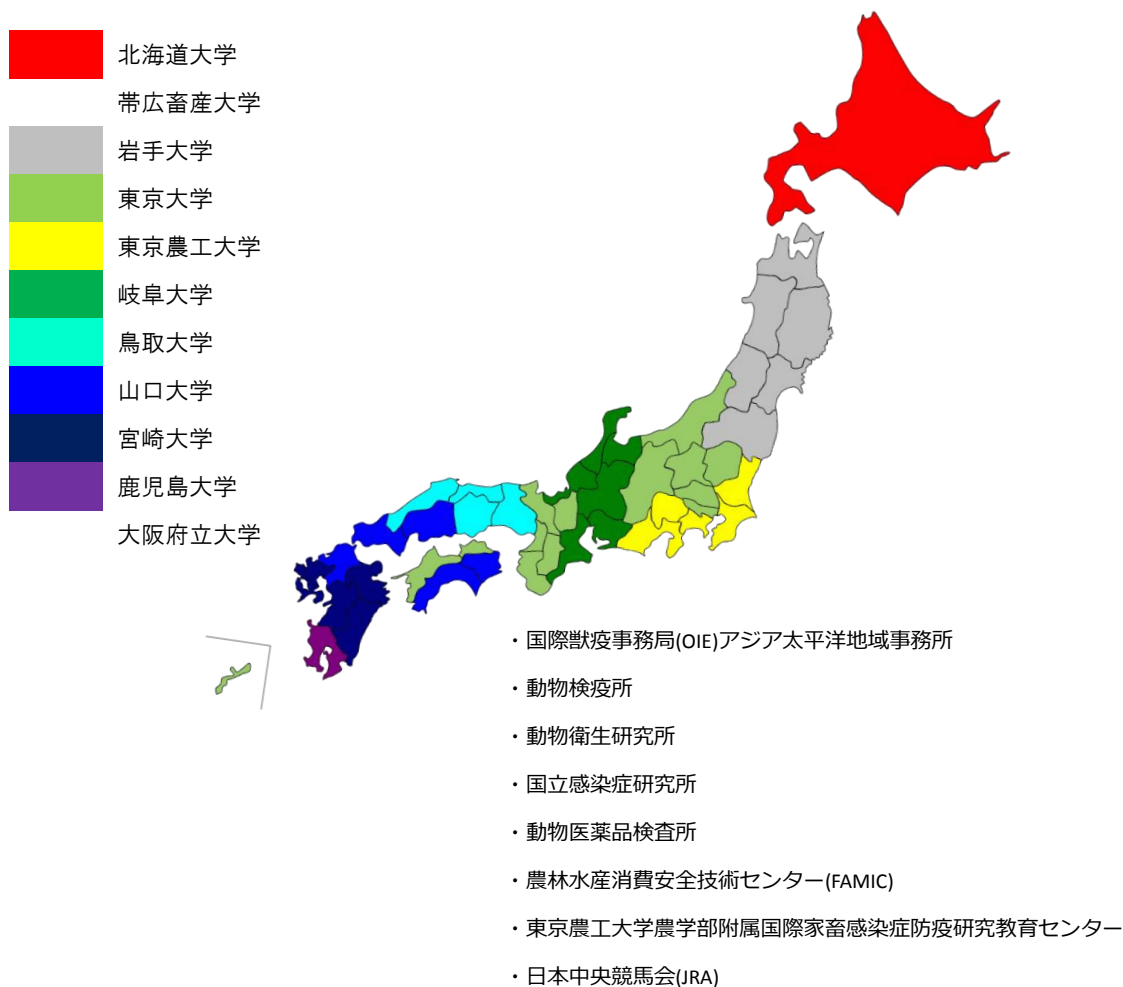 北海道大学
帯広畜産大学
岩手大学
東京大学
東京農工大学
岐阜大学
鳥取大学
山口大学
宮崎大学
鹿児島大学
大阪府立大学
・国際獣疫事務局(OIE)アジア太平洋地域事務所
・動物検疫所
・動物衛生研究所
・国立感染症研究所
・動物医薬品検査所
・農林水産消費安全技術センター(FAMIC)
・東京農工大学農学部附属国際家畜感染症防疫研究教育センター
・日本中央競馬会(JRA)